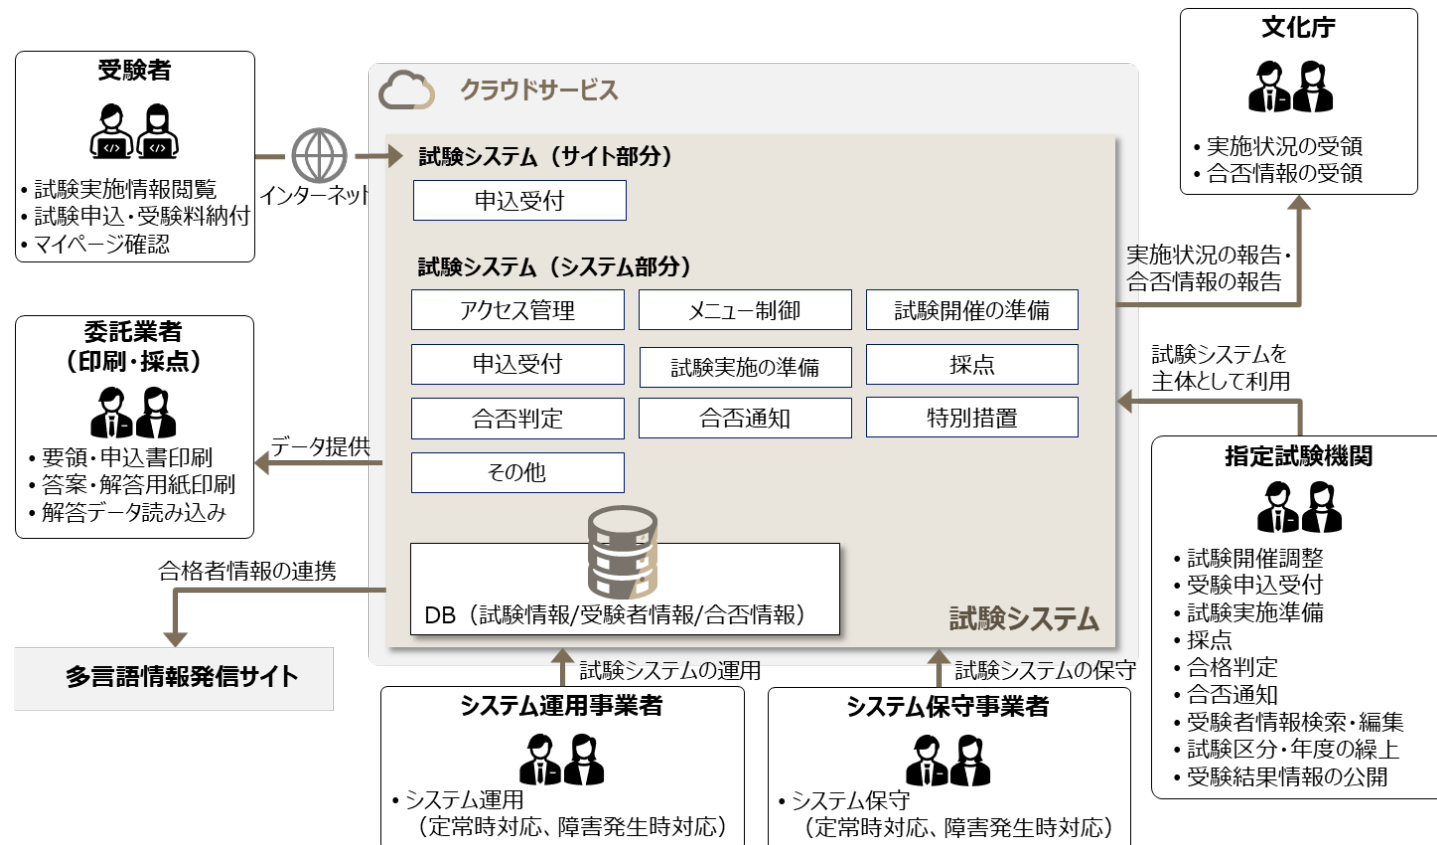 受験者
• 試験実施情報閲覧
• 試験申込・受験料納付
• マイページ確認
インターネット
クラウドサービス
試験システム（サイト部分）
申込受付
試験システム（システム部分）
アクセス管理
メニュー制御
試験開催の準備
申込受付
試験実施の準備
採点
合否判定
合否通知
特別措置
その他
DB（試験情報/受験者情報/合否情報）
試験システム
文化庁
• 実施状況の受領
• 合否情報の受領
実施状況の報告・
合否情報の報告
試験システムを
主体として利用
指定試験機関
• 試験開催調整
• 受験申込受付
• 試験実施準備
• 採点
• 合格判定
• 合否通知
• 受験者情報検索・編集
• 試験区分・年度の繰上
• 受験結果情報の公開
委託業者
（印刷・採点）
• 要領・申込書印刷
• 答案・解答用紙印刷
• 解答データ読み込み
データ提供
合格者情報の連携
多言語情報発信サイト
試験システムの運用
システム運用事業者
• システム運用
（定常時対応、障害発生時対応）
試験システムの保守
システム保守事業者
• システム保守
（定常時対応、障害発生時対応）